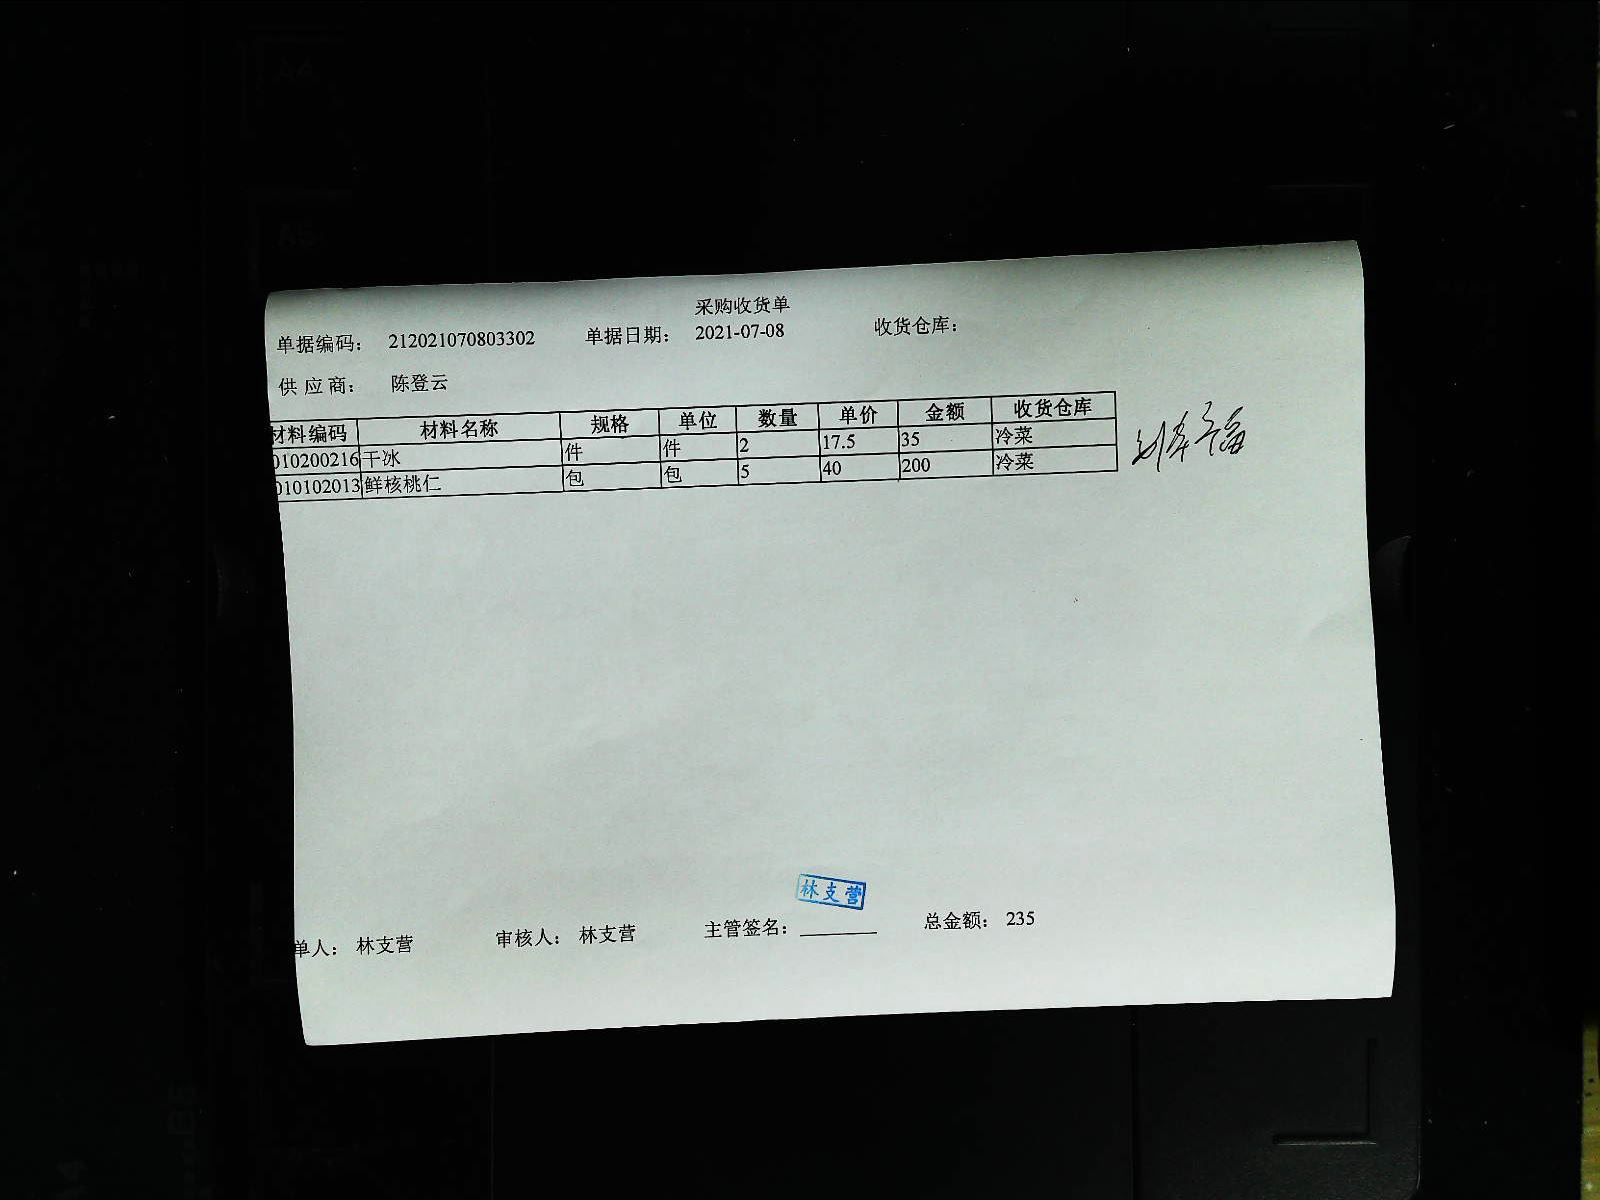 采购收货单
单据编码： 212021070803302 单据日期： 2021-07-08 收货仓库：
供应商： 陈登云
材料编码 材料名称 规格 单位 数量 单价 金额 收货仓库
010200216 干冰 件 件 2 17.5 35 冷菜
010102013 鲜核桃仁 包 包 5 40 200 冷菜
林支营
单人： 林支营 审核人： 林支营 主管签名： 总金额： 235